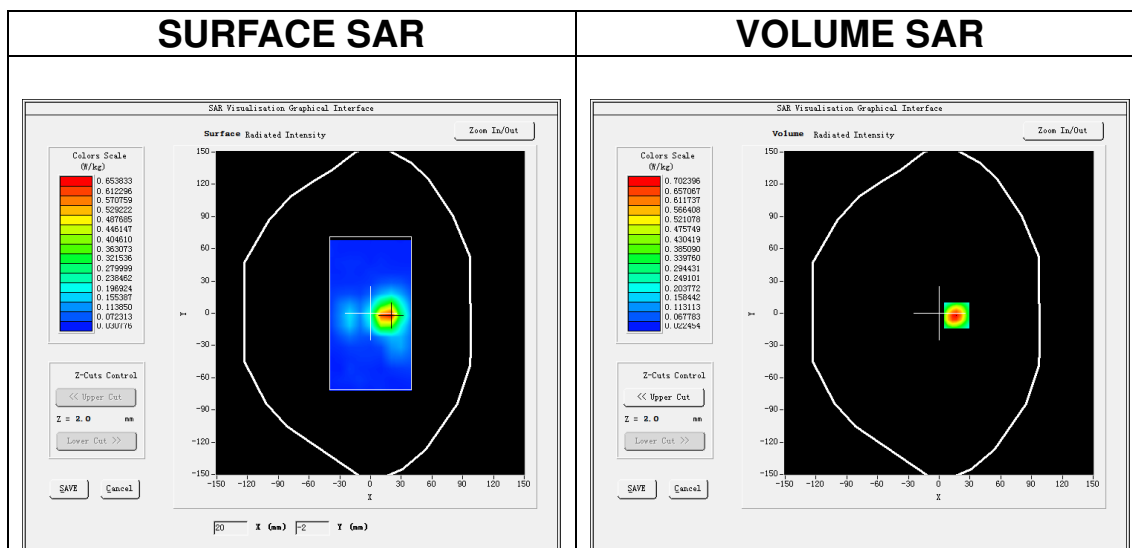 SURFACE SAR
VOLUME SAR
SAR Visualisation Graphical Interface
Surface Radiated Intensity
Zoom In/Out
Colors Scale
(W/kg)
0.653833
0.612296
0.570759
0.529222
0.487685
0.446147
0.404610
0.363073
0.321536
0.279999
0.238462
0.196924
0.155387
0.113850
0.072313
0.030776
Z-Cuts Control
<< Upper Cut
Z = 2.0 mm
Lower Cut >>
SAVE Cancel
150
120
90
60
30
0
-30
-60
-90
-120
-150
Y
-150 -120 -90 -60 -30 0 30 60 90 120 150
X
20 X (mm) -2 Y (mm)
SAR Visualisation Graphical Interface
Volume Radiated Intensity
Zoom In/Out
Colors Scale
(W/kg)
0.702396
0.657067
0.611737
0.566408
0.521078
0.475749
0.430419
0.385090
0.339760
0.294431
0.249101
0.203772
0.158442
0.113113
0.067783
0.022454
Z-Cuts Control
<< Upper Cut
Z = 2.0 mm
Lower Cut >>
SAVE Cancel
150
120
90
60
30
0
-30
-60
-90
-120
-150
Y
-150 -120 -90 -60 -30 0 30 60 90 120 150
X